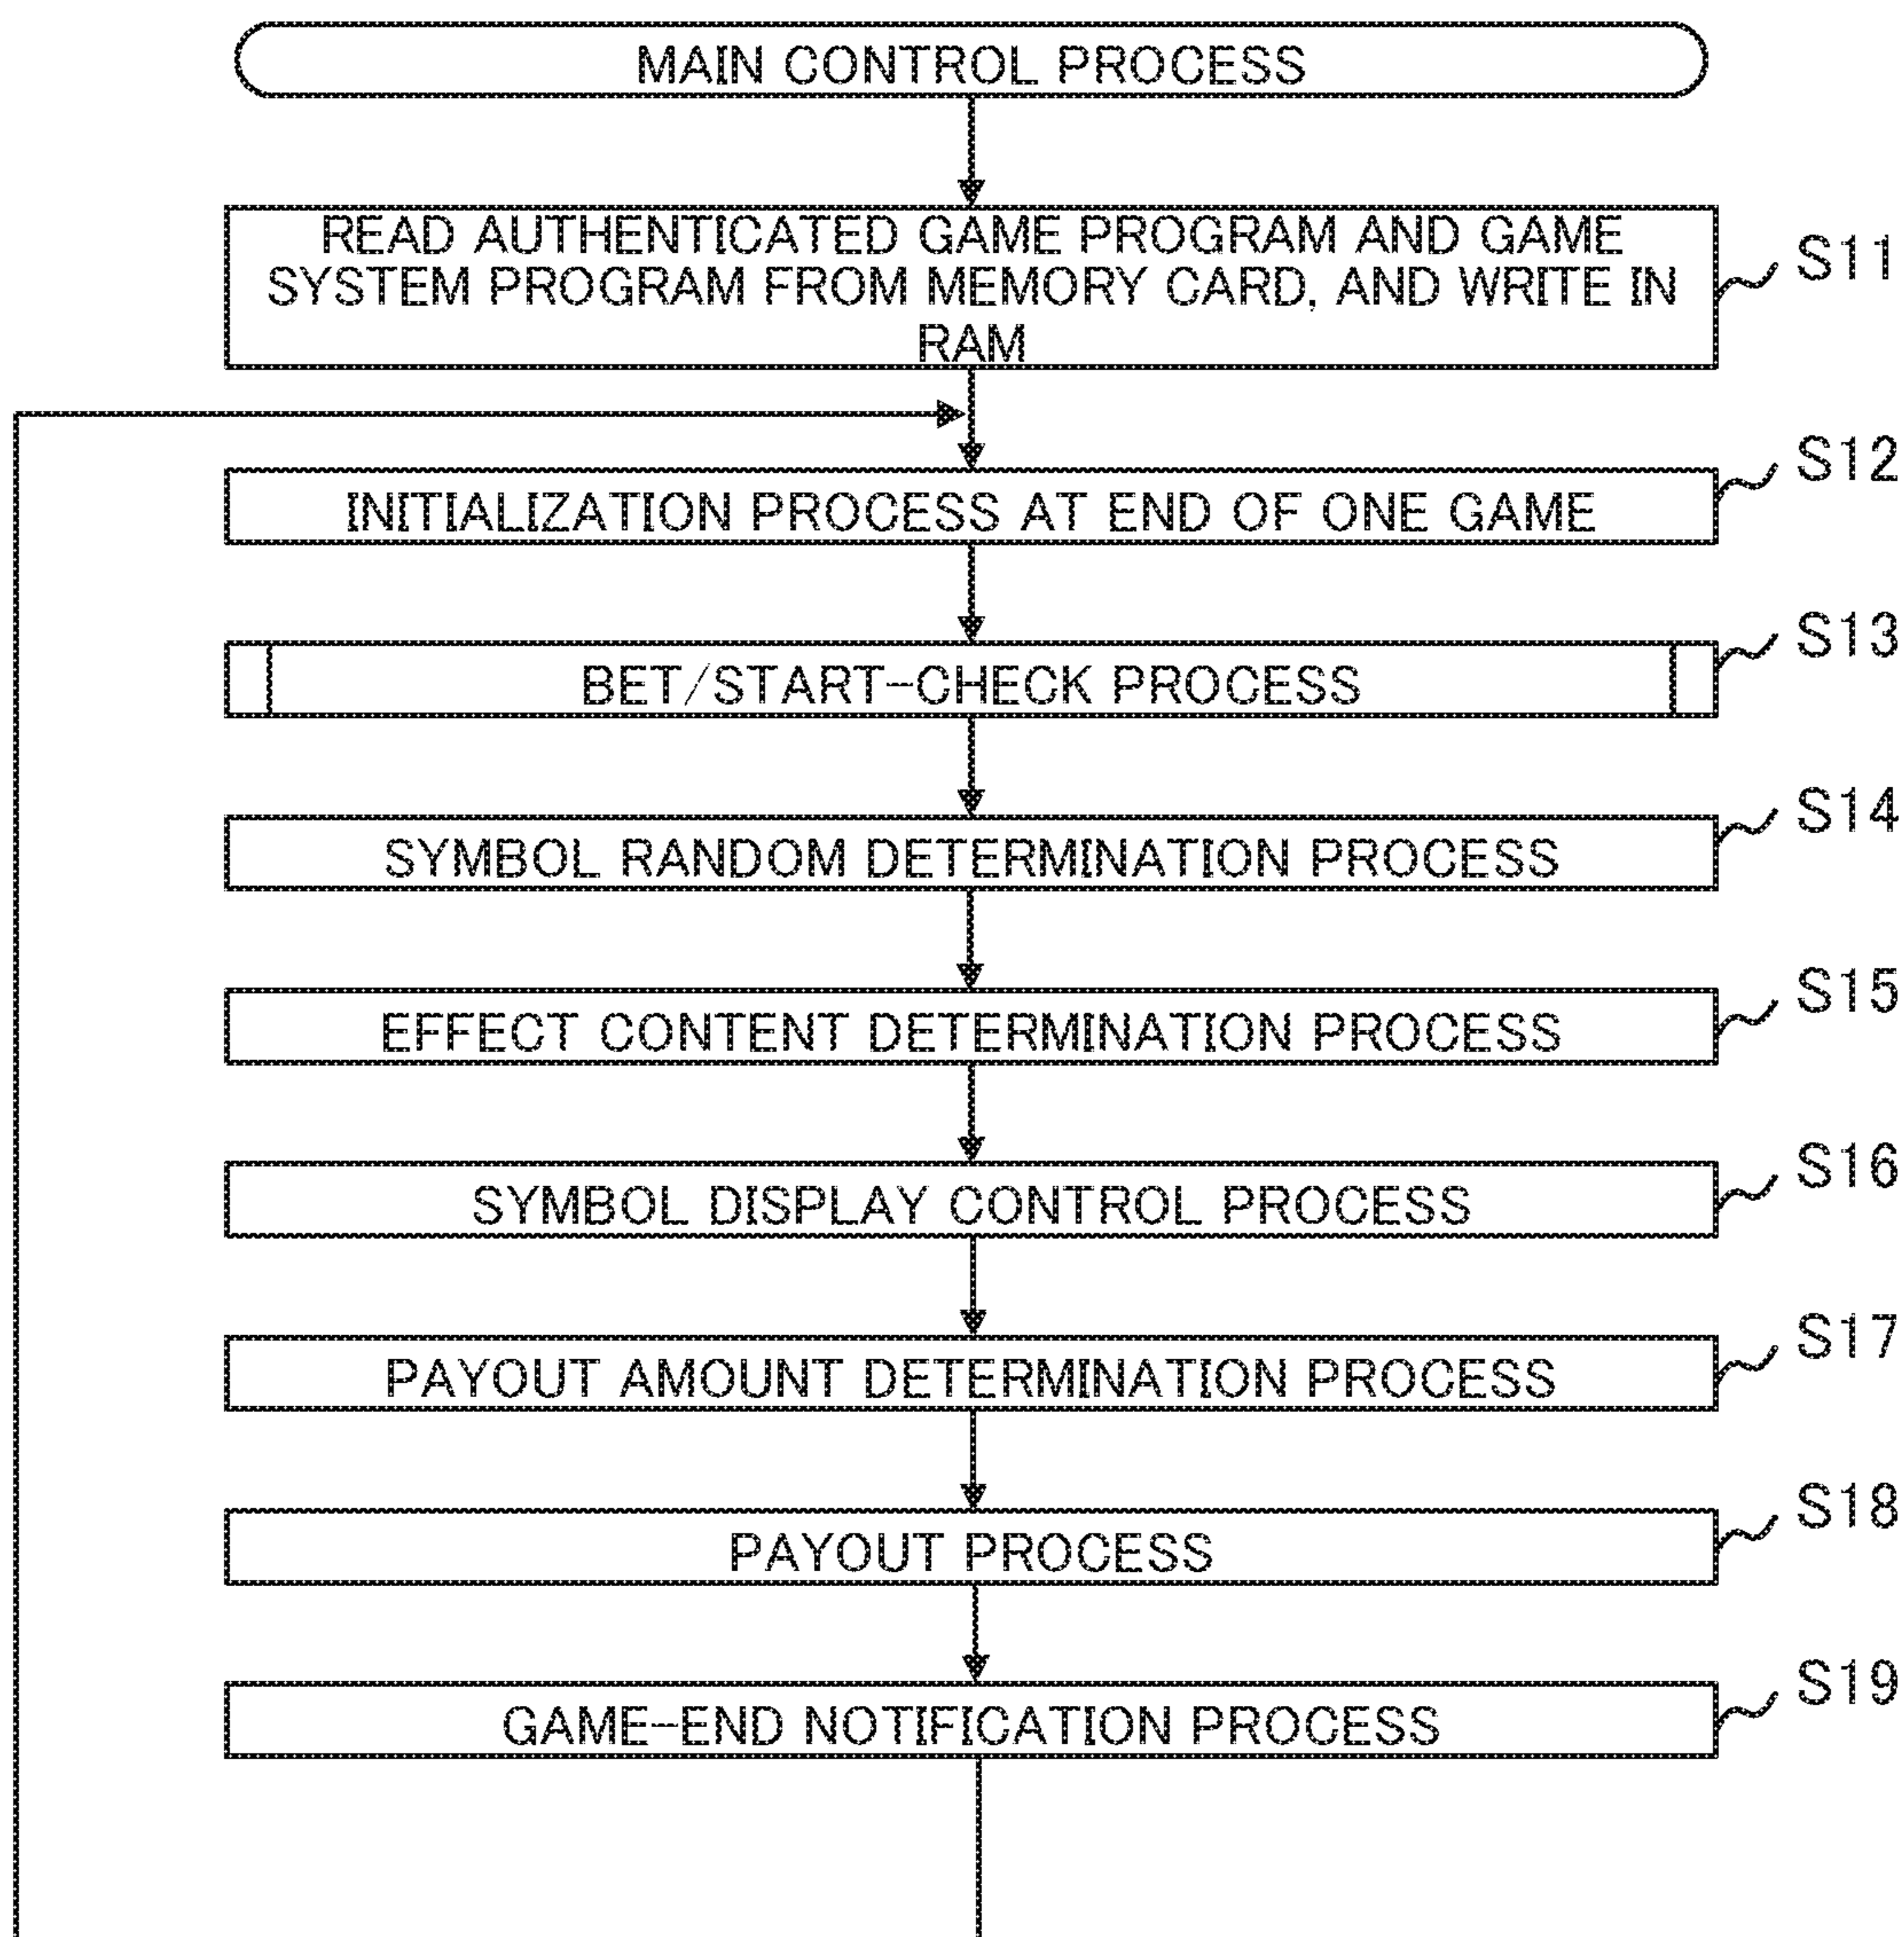 MAIN CONTROL PROCESS
READ AUTHENTICATED GAME PROGRAM AND GAME
SYSTEM PROGRAM FROM MEMORY CARD, AND WRITE IN
RAM
S11
INITIALIZATION PROCESS AT END OF ONE GAME
S12
BET/START-CHECK PROCESS
S13
SYMBOL RANDOM DETERMINATION PROCESS
S14
EFFECT CONTENT DETERMINATION PROCESS
S15
SYMBOL DISPLAY CONTROL PROCESS
S16
PAYOUT AMOUNT DETERMINATION PROCESS
S17
PAYOUT PROCESS
S18
GAME-END NOTIFICATION PROCESS
S19